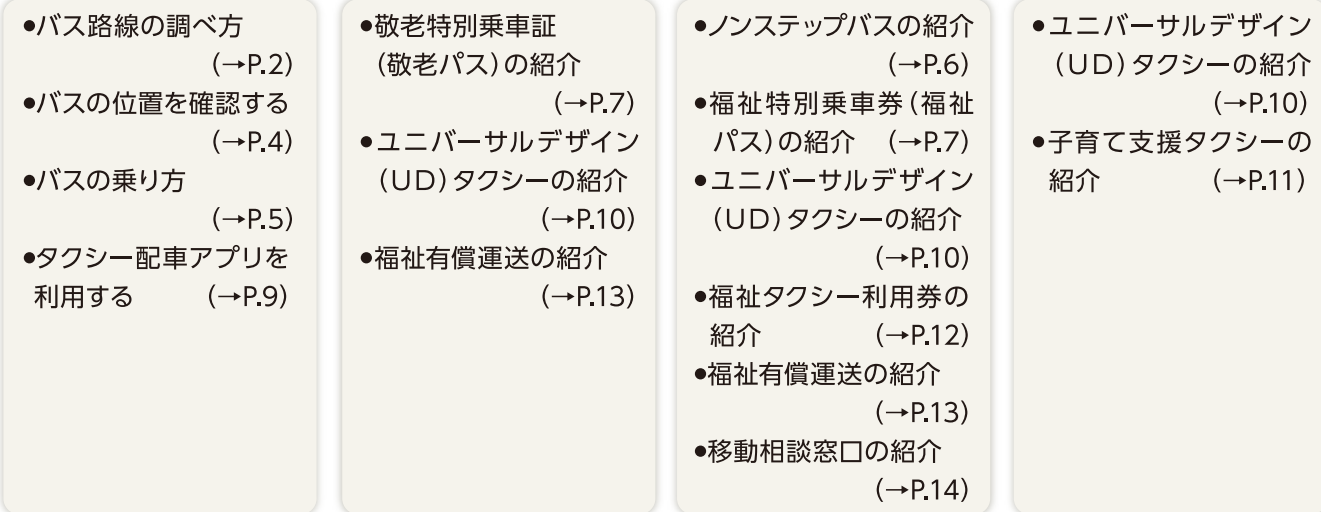 ●バス路線の調べ方
(→P.2)
●バスの位置を確認する
(→P.4)
●バスの乗り方
(→P.5)
●タクシー配車アプリを
利用する (→P.9)
●敬老特別乗車証
(敬老パス)の紹介
(→P.7)
●ユニバーサルデザイン
(UD)タクシーの紹介
(→P.10)
●福祉有償運送の紹介
(→P.13)
●ノンステップバスの紹介
(→P.6)
●福祉特別乗車券(福祉
パス)の紹介 (→P.7)
●ユニバーサルデザイン
(UD)タクシーの紹介
(→P.10)
●福祉タクシー利用券の
紹介 (→P.12)
●福祉有償運送の紹介
(→P.13)
●移動相談窓口の紹介
(→P.14)
●ユニバーサルデザイン
(UD)タクシーの紹介
(→P.10)
●子育て支援タクシーの
紹介 (→P.11)